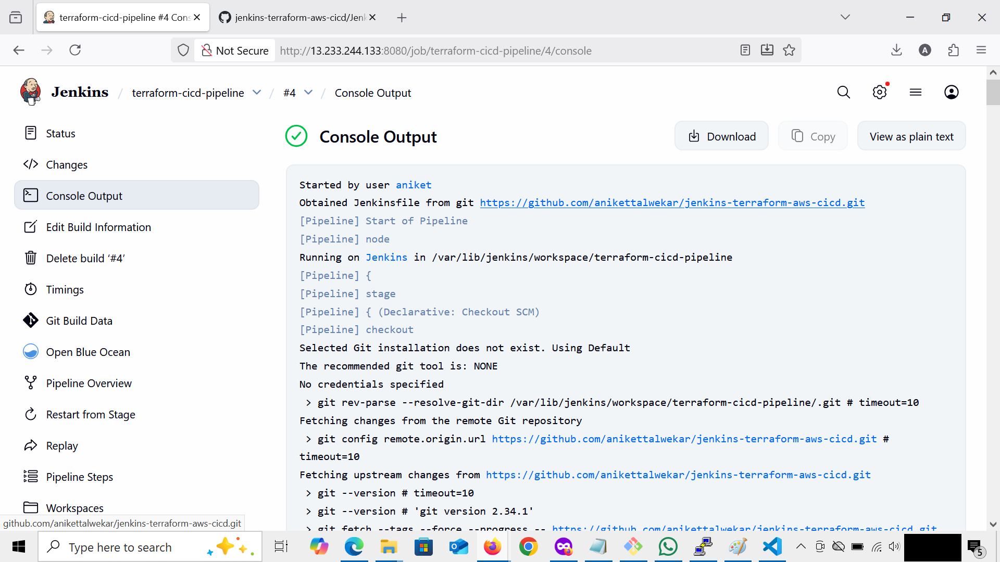 terraform-cicd-pipeline #4 Cons
jenkins-terraform-aws-cicd/Jenk
Not Secure
http://13.233.244.133:8080/job/terraform-cicd-pipeline/4/console
A
Jenkins / terraform-cicd-pipeline / #4 / Console Output
Status
Changes
Console Output
Edit Build Information
Delete build ‘#4’
Timings
Git Build Data
Open Blue Ocean
Pipeline Overview
Restart from Stage
Replay
Pipeline Steps
Workspaces
Console Output
Download
Copy
View as plain text
Started by user aniket
Obtained Jenkinsfile from git https://github.com/anikettalwekar/jenkins-terraform-aws-cicd.git
[Pipeline] Start of Pipeline
[Pipeline] node
Running on Jenkins in /var/lib/jenkins/workspace/terraform-cicd-pipeline
[Pipeline] {
[Pipeline] stage
[Pipeline] { (Declarative: Checkout SCM)
[Pipeline] checkout
Selected Git installation does not exist. Using Default
The recommended git tool is: NONE
No credentials specified
> git rev-parse --resolve-git-dir /var/lib/jenkins/workspace/terraform-cicd-pipeline/.git # timeout=10
Fetching changes from the remote Git repository
> git config remote.origin.url https://github.com/anikettalwekar/jenkins-terraform-aws-cicd.git #
timeout=10
Fetching upstream changes from https://github.com/anikettalwekar/jenkins-terraform-aws-cicd.git
> git --version # timeout=10
> git --version # 'git version 2.34.1'
> git fetch --tags --force --progress -- https://github.com/anikettalwekar/jenkins-terraform-aws-cicd.git
github.com/anikettalwekar/jenkins-terraform-aws-cicd.git
Type here to search
5